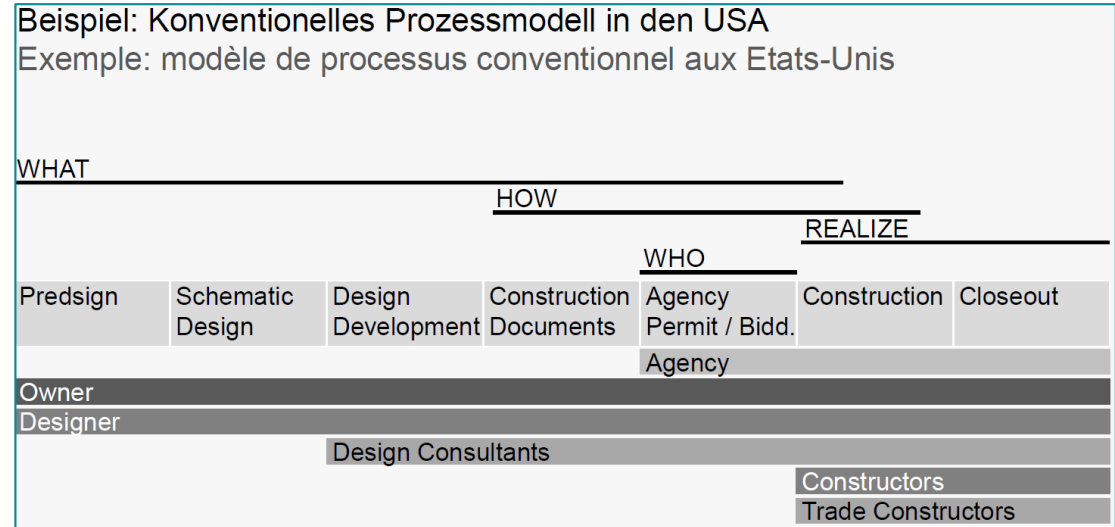 Beispiel: Konventionelles Prozessmodell in den USA
Exemple: modèle de processus conventionnel aux Etats-Unis
WHAT
HOW
REALIZE
WHO
Predsign
Schematic
Design
Design
Development
Construction
Documents
Agency
Permit / Bidd.
Construction
Closeout
Agency
Owner
Designer
Design Consultants
Constructors
Trade Constructors